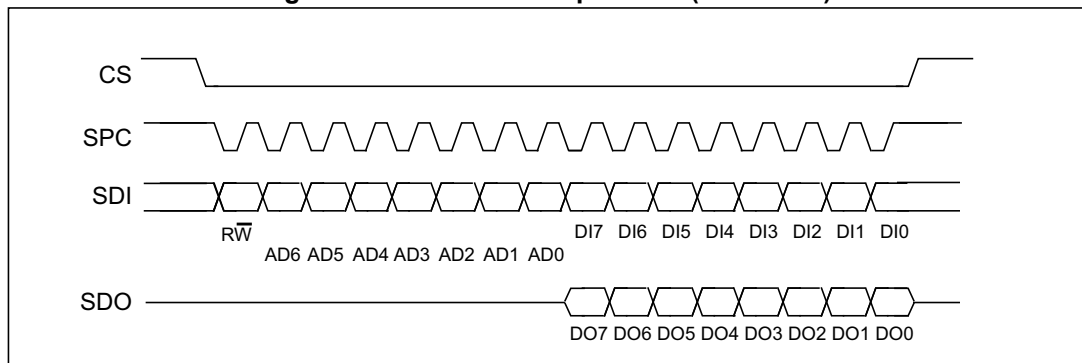 CS
SPC
SDI
RW̅ DI7 DI6 DI5 DI4 DI3 DI2 DI1 DI0
AD6 AD5 AD4 AD3 AD2 AD1 AD0
SDO
DO7 DO6 DO5 DO4 DO3 DO2 DO1 DO0